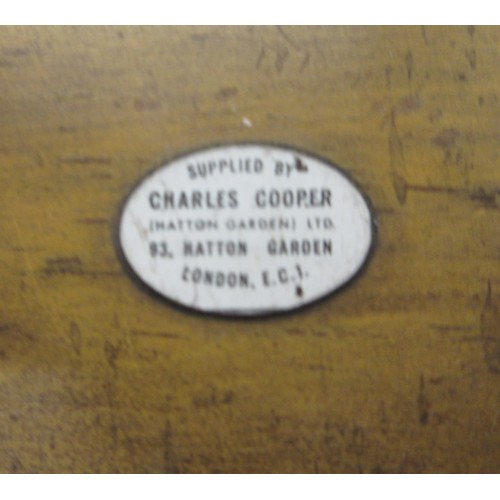 SUPPLIED BY
CHARLES COOPER
(HATTON GARDEN) LTD.
93, HATTON GARDEN
LONDON, E.C.1.